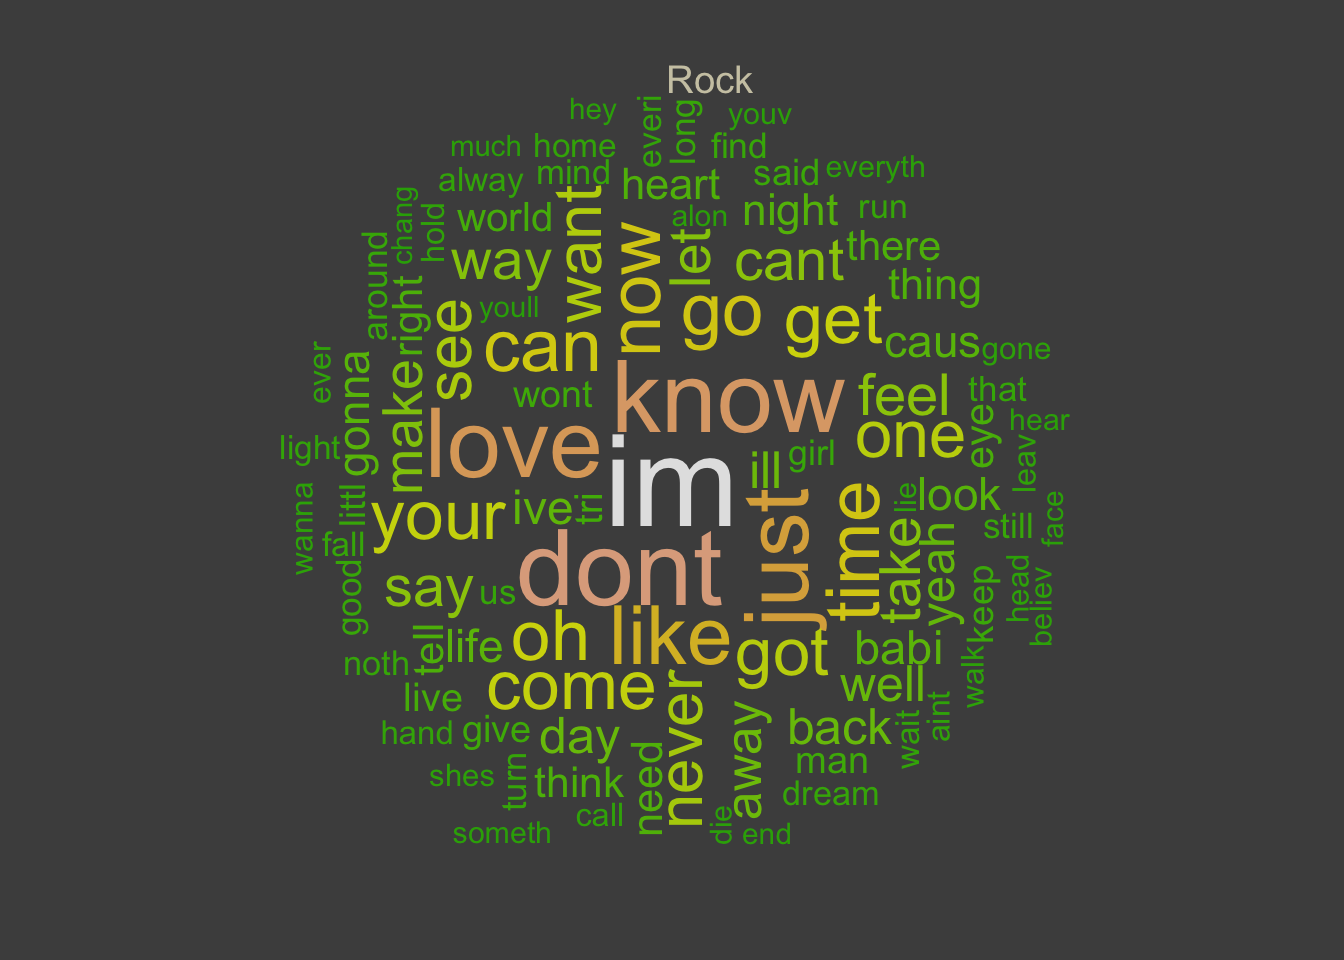 Rock
hey
everi
long
youv
much
home
find
alway
mind
heart
said
everyth
chang
hold
world
want
alon
night
run
around
way
now
let
cant
there
right
see
youll
go
get
thing
ever
can
caus
gone
gonna
make
wont
know
feel
that
light
love
im
ill
girl
one
eye
hear
leav
wanna
littl
your
ive
tri
just
time
lie
look
face
fall
still
good
say
us
dont
take
yeah
keep
head
believ
noth
tell
life
oh
like
got
babi
walk
live
come
well
hand
give
day
never
away
back
wait
aint
shes
turn
think
need
man
dream
someth
call
die
end